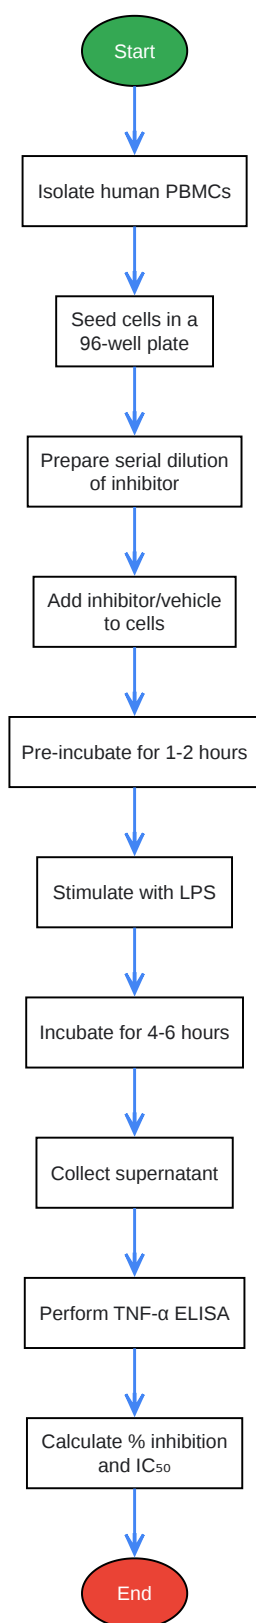 Start
Isolate human PBMCs
Seed cells in a
96-well plate
Prepare serial dilution
of inhibitor
Add inhibitor/vehicle
to cells
Pre-incubate for 1-2 hours
Stimulate with LPS
Incubate for 4-6 hours
Collect supernatant
Perform TNF-α ELISA
Calculate % inhibition
and IC₅₀
End